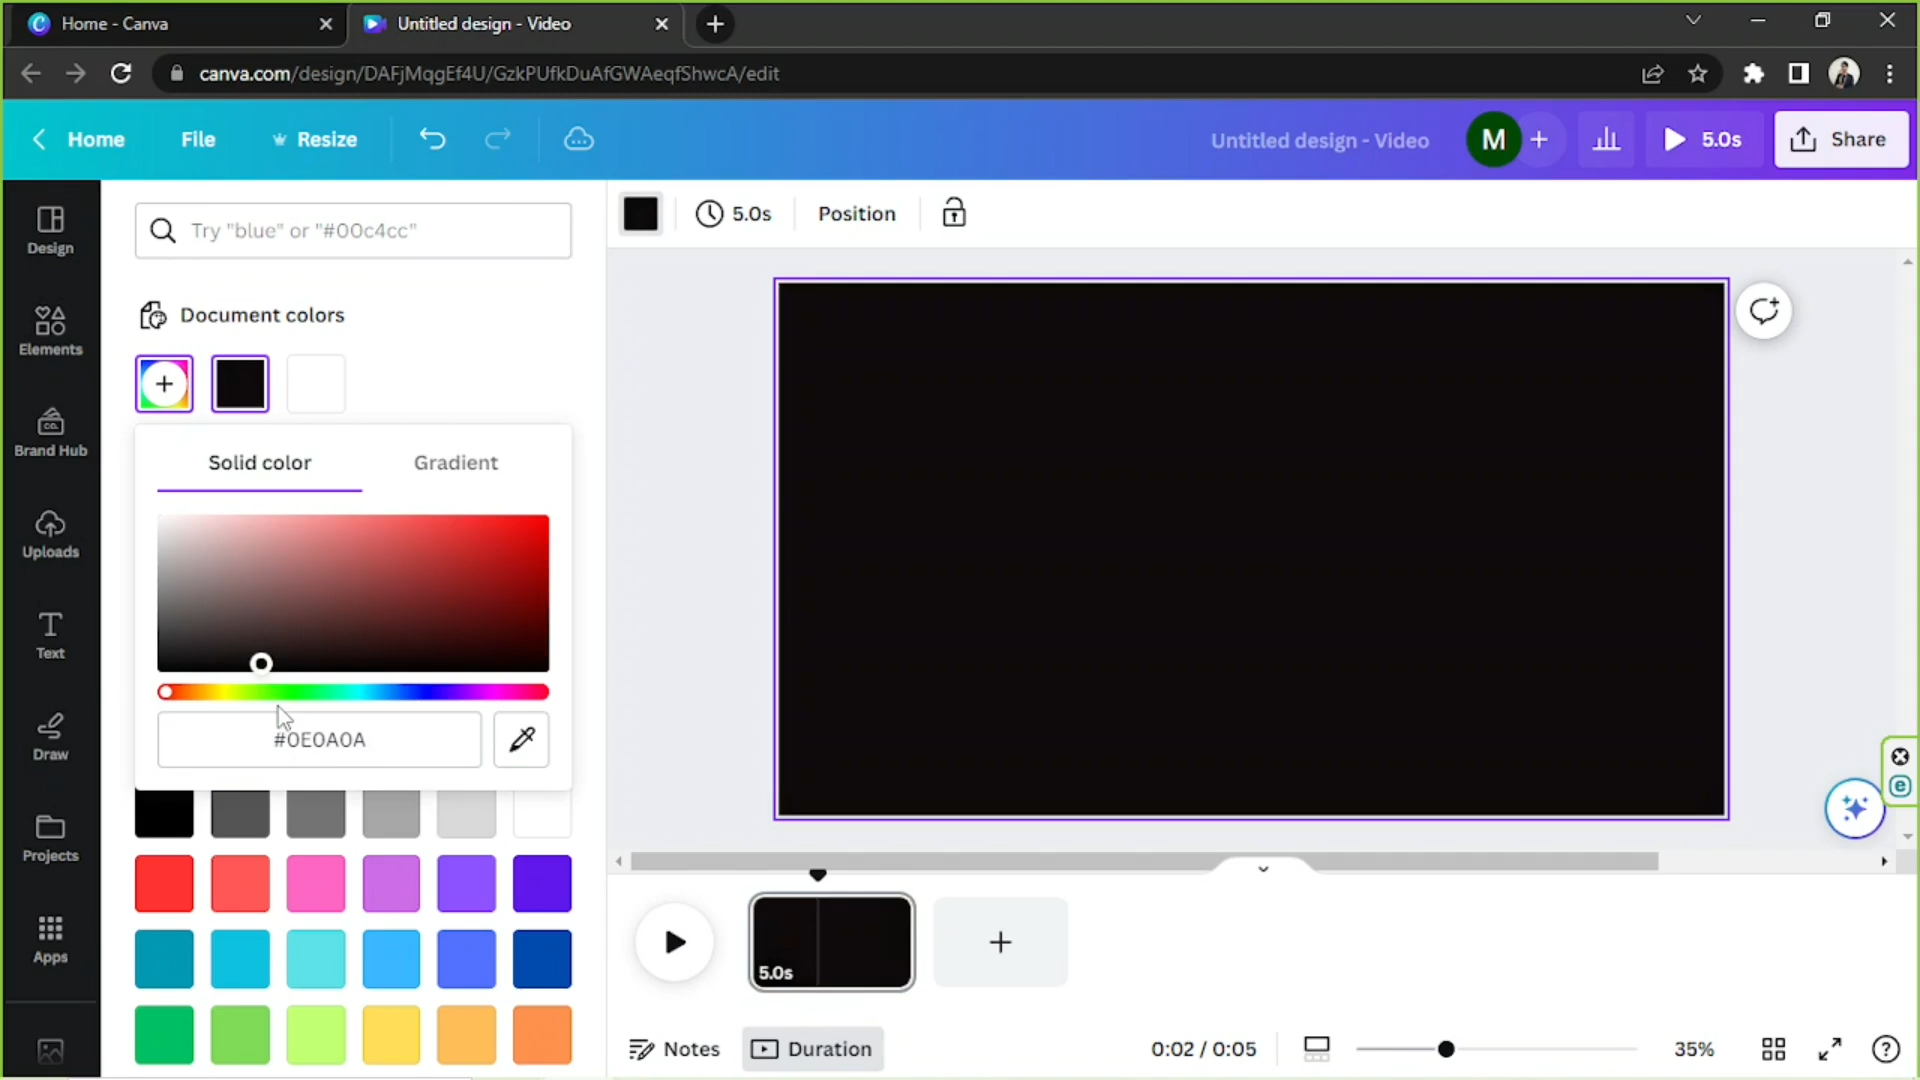 Home - Canva
Untitled design - Video
canva.com/design/DAFjMqgEf4U/GzkPUfkDuAfGWAeqfShwcA/edit
Home
File
Resize
Untitled design - Video
M
5.0s
Share
Design
Elements
Brand Hub
Uploads
Text
Draw
Projects
Apps
Try "blue" or "#00c4cc"
Document colors
Solid color
Gradient
#0E0A0A
5.0s
Position
5.0s
Notes
Duration
0:02 / 0:05
35%